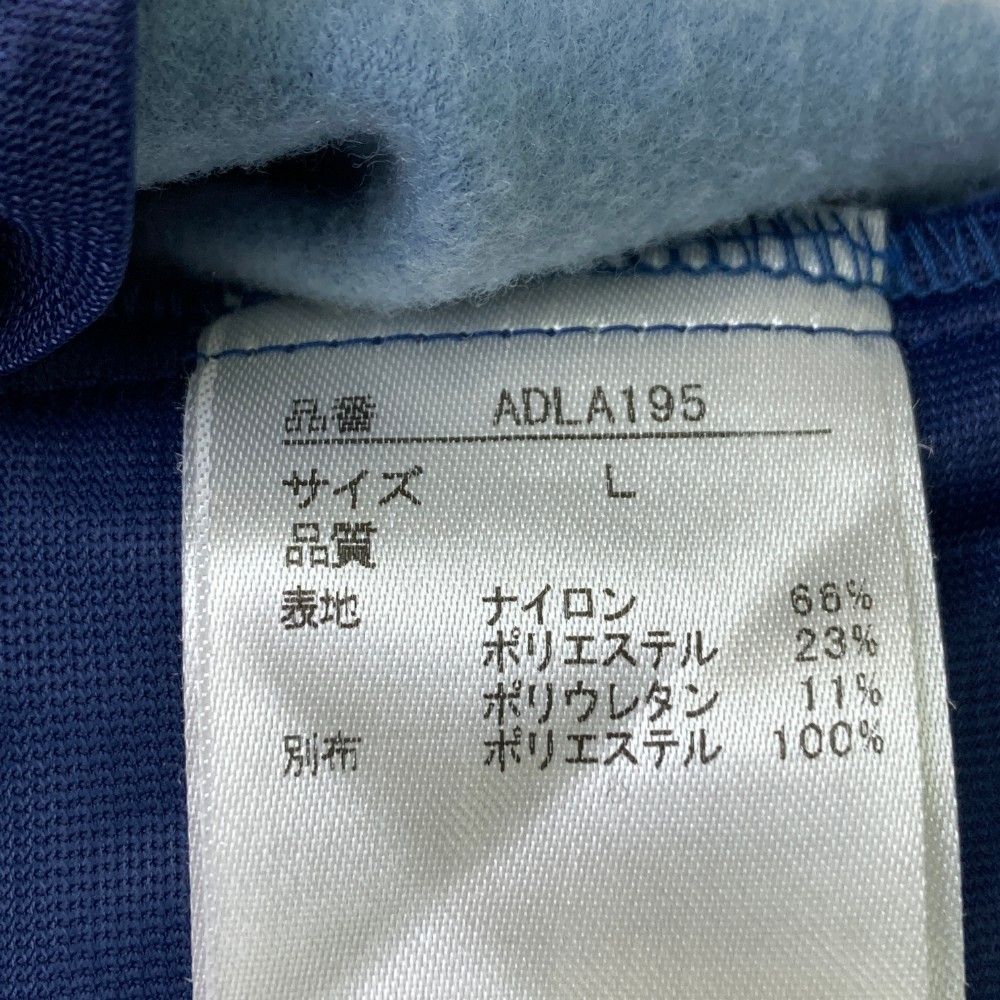 品番 ADLA195
サイズ L
品質
表地 ナイロン 66%
ポリエステル 23%
ポリウレタン 11%
別布 ポリエステル 100%